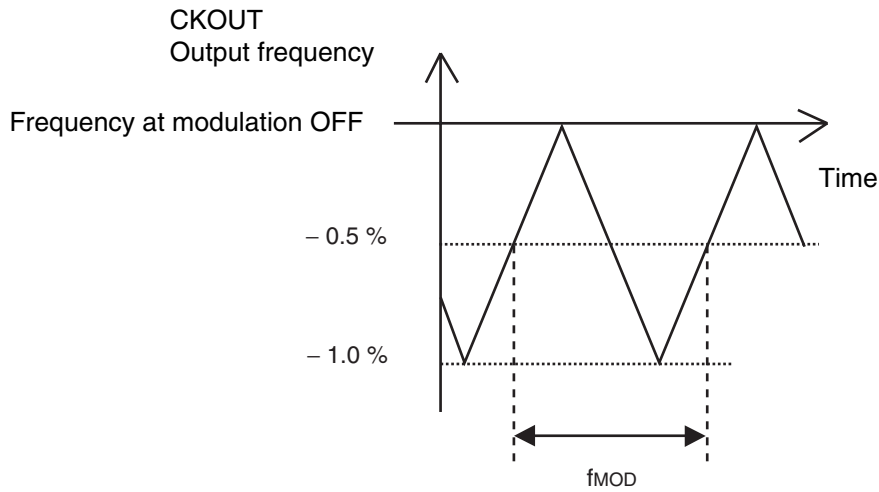 CKOUT
Output frequency
Frequency at modulation OFF
Time
– 0.5 %
– 1.0 %
fMOD